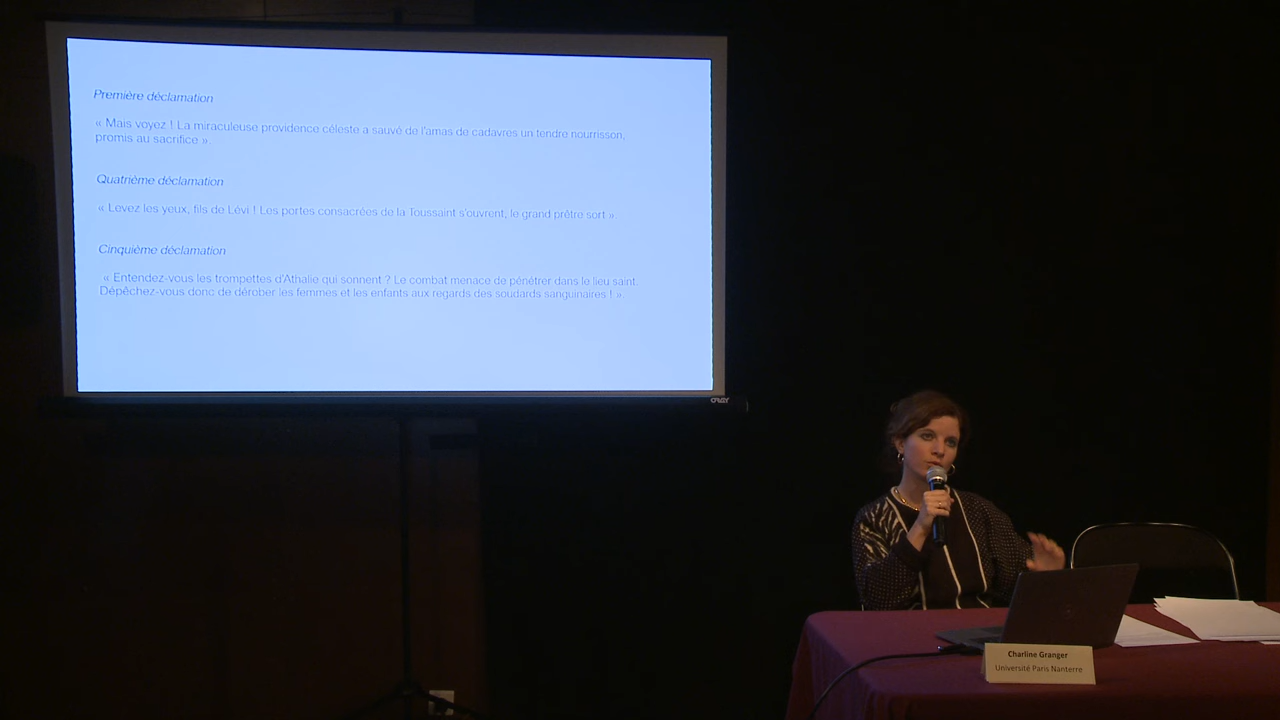 Première déclamation
« Mais voyez ! La miraculeuse providence céleste a sauvé de l'amas de cadavres un tendre nourrisson,
promis au sacrifice ».
Quatrième déclamation
« Levez les yeux, fils de Lévi ! Les portes consacrées de la Toussaint s'ouvrent, le grand prêtre sort »
Cinquième déclamation
« Entendez-vous les trompettes d'Athalie qui sonnent ? Le combat menace de pénétrer dans le lieu saint.
Dépêchez-vous donc de dérober les femmes et les enfants aux regards des soudards sanguinaires ! ».
Charline Granger
Université Paris Nanterre